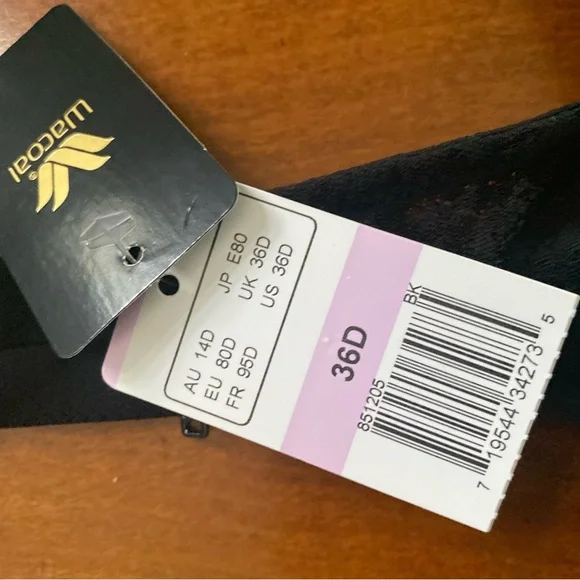 Wacoal
®
JP E80
UK 36D
US 36D
AU 14D
EU 80D
FR 95D
36D
BK
851205
7 19544 34273 5